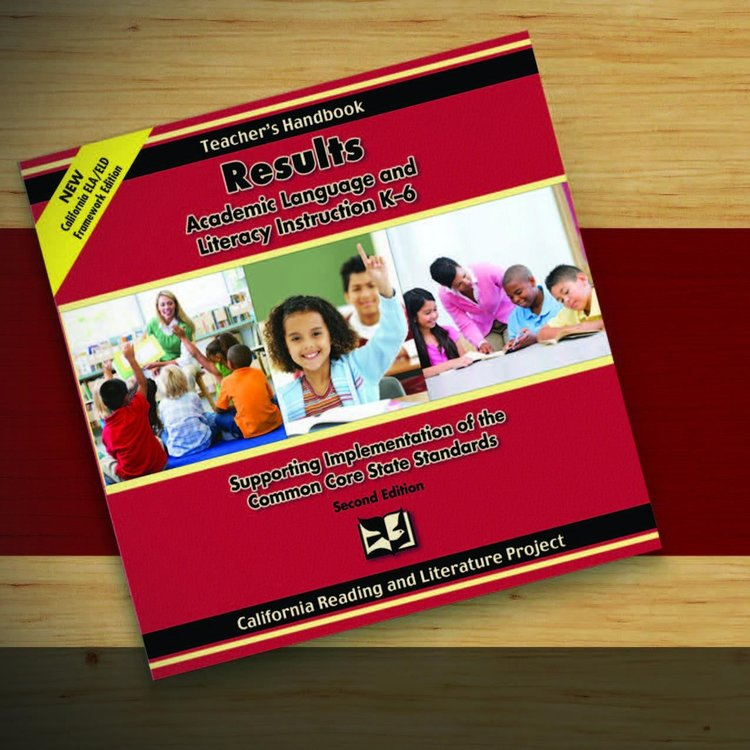 Teacher's Handbook
Results
Academic Language and
Literacy Instruction K–6
NEW
California ELA/ELD
Framework Edition
Supporting Implementation of the
Common Core State Standards
Second Edition
California Reading and Literature Project